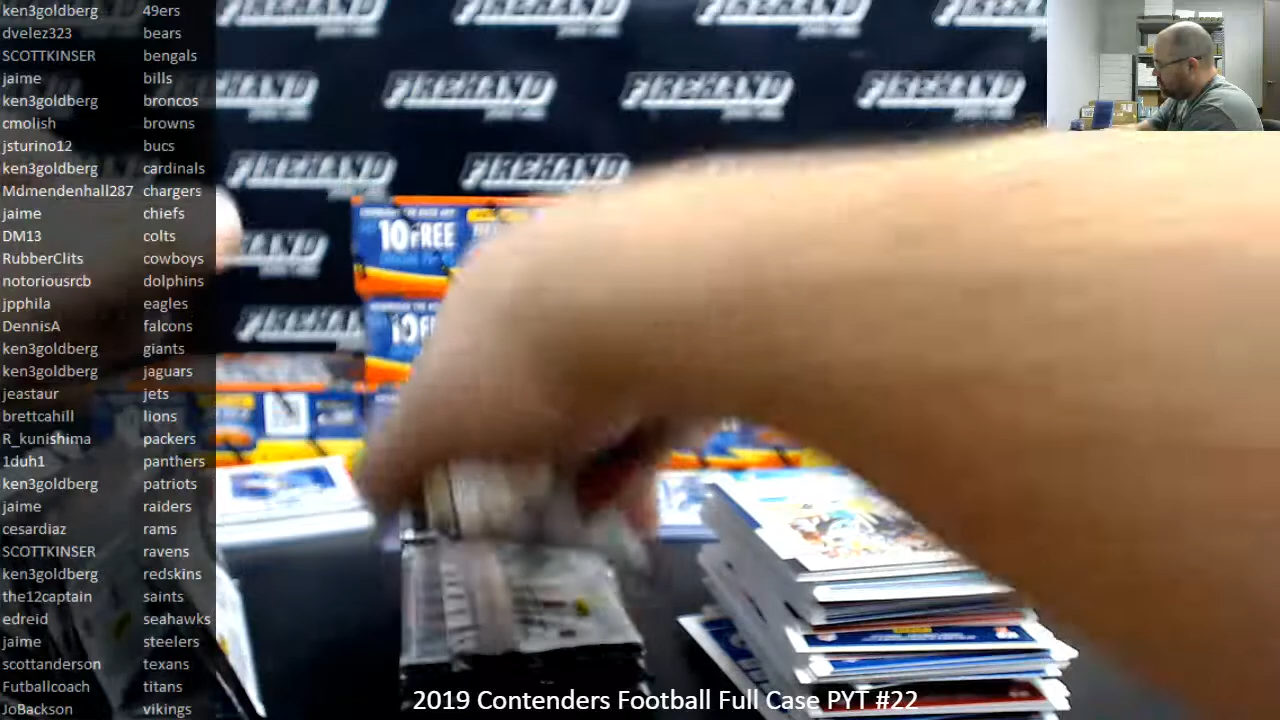 ken3goldberg 49ers
dvelez323 bears
SCOTTKINSER bengals
jaime bills
ken3goldberg broncos
cmolish browns
jsturino12 bucs
ken3goldberg cardinals
Mdmendenhall287 chargers
jaime chiefs
DM13 colts
RubberClits cowboys
notoriousrcb dolphins
jpphila eagles
DennisA falcons
ken3goldberg giants
ken3goldberg jaguars
jeastaur jets
brettcahill lions
R_kunishima packers
1duh1 panthers
ken3goldberg patriots
jaime raiders
cesardiaz rams
SCOTTKINSER ravens
ken3goldberg redskins
the12captain saints
edreid seahawks
jaime steelers
scottanderson texans
Futballcoach titans
JoBackson vikings
FIREHAND FIREHAND FIREHAND
FIREHAND FIREHAND FIREHAND
FIREHAND FIREHAND
FIREHAND
10 FREE
10 FR
2019 Contenders Football Full Case PYT #22